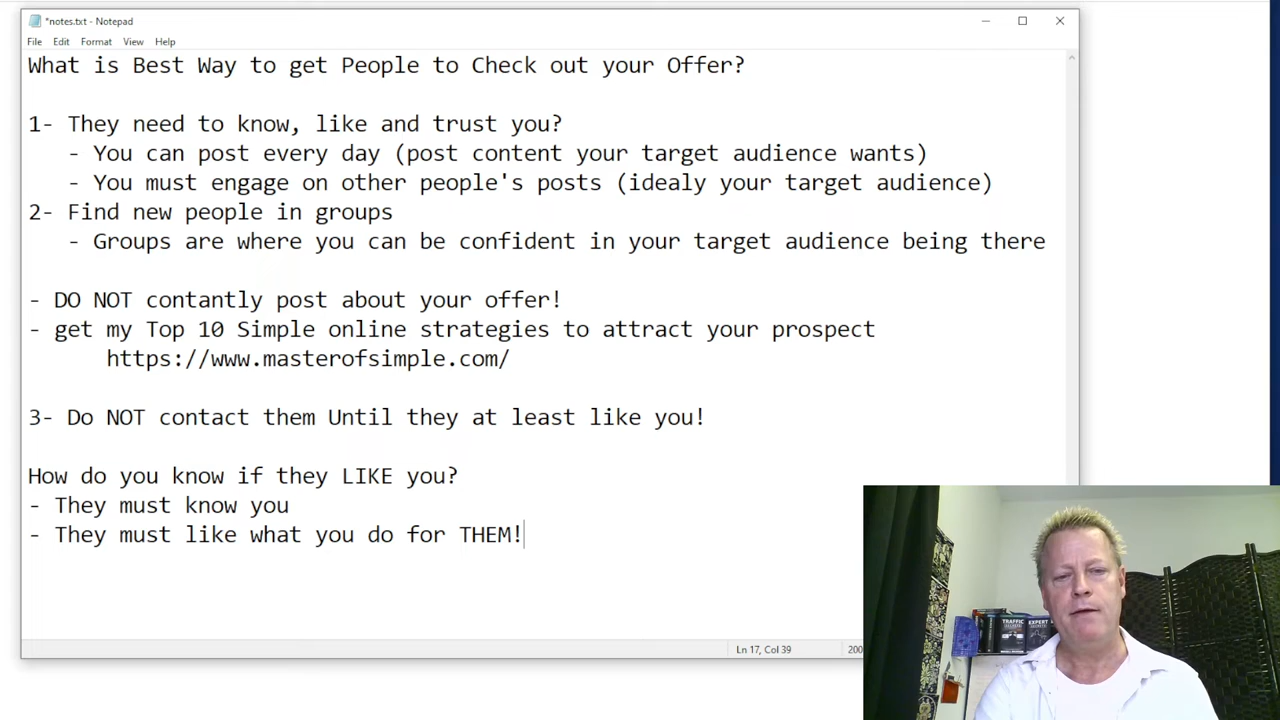 *notes.txt - Notepad
File Edit Format View Help
What is Best Way to get People to Check out your Offer?
1- They need to know, like and trust you?
- You can post every day (post content your target audience wants)
- You must engage on other people's posts (idealy your target audience)
2- Find new people in groups
- Groups are where you can be confident in your target audience being there
- DO NOT contantly post about your offer!
- get my Top 10 Simple online strategies to attract your prospect
https://www.masterofsimple.com/
3- Do NOT contact them Until they at least like you!
How do you know if they LIKE you?
- They must know you
- They must like what you do for THEM!
Ln 17, Col 39
TRAFFIC
EXPERT